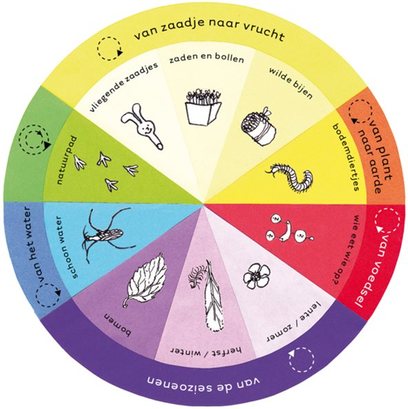 van zaadje naar vrucht
vliegende zaadjes
zaden en bollen
wilde bijen
van plant
naar aarde
bodemdiertjes
van voedsel
wie eet wie op?
van de seizoenen
lente / zomer
herfst / winter
bomen
van het water
schoon water
natuurpad